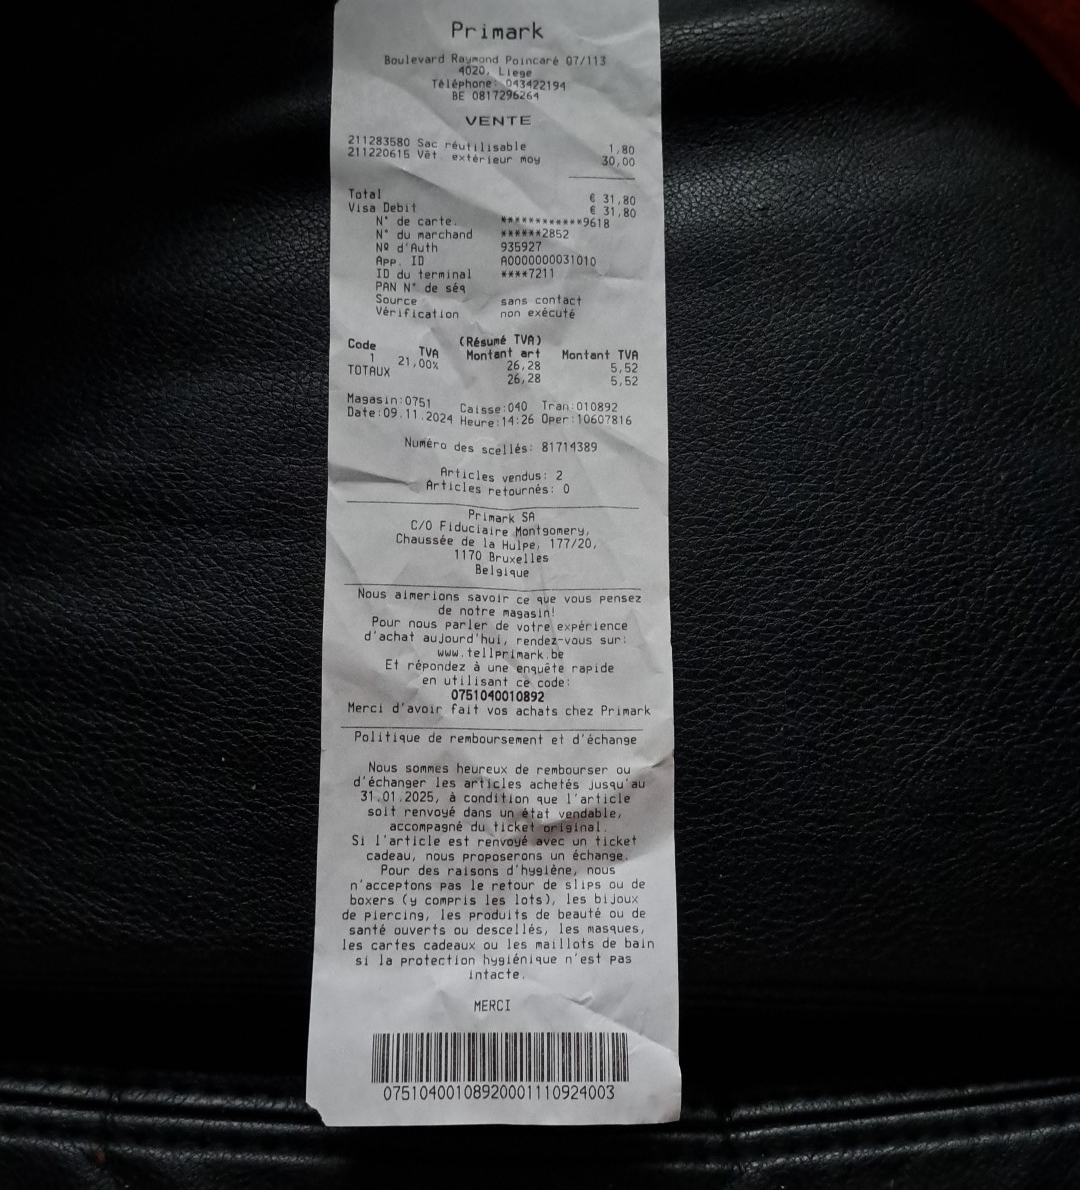 Primark
Boulevard Raymond Poincaré 07/113
4020, Liege
Téléphone: 043422194
BE 0817296264
VENTE
211283580 Sac réutilisable 1,80
211220615 Vêt. extérieur moy 30,00
Total € 31,80
Visa Debit € 31,80
N° de carte. ************9618
N° du marchand ******2852
Nº d'Auth 935927
App. ID A0000000031010
ID du terminal ****7211
PAN N° de séq
Source sans contact
Vérification non exécuté
(Résumé TVA)
Code TVA Montant art Montant TVA
1 21,00% 26,28 5,52
TOTAUX 26,28 5,52
Magasin:0751 Caisse:040 Tran:010892
Date:09.11.2024 Heure:14:26 Oper:10607816
Numéro des scellés: 81714389
Articles vendus: 2
Articles retournés: 0
Primark SA
C/O Fiduciaire Montgomery,
Chaussée de la Hulpe, 177/20,
1170 Bruxelles
Belgique
Nous aimerions savoir ce que vous pensez
de notre magasin!
Pour nous parler de votre expérience
d'achat aujourd'hui, rendez-vous sur:
www.tellprimark.be
Et répondez à une enquête rapide
en utilisant ce code:
0751040010892
Merci d'avoir fait vos achats chez Primark
Politique de remboursement et d'échange
Nous sommes heureux de rembourser ou
d'échanger les articles achetés jusqu'au
31.01.2025, à condition que l'article
soit renvoyé dans un état vendable,
accompagné du ticket original.
Si l'article est renvoyé avec un ticket
cadeau, nous proposerons un échange.
Pour des raisons d'hygiène, nous
n'acceptons pas le retour de slips ou de
boxers (y compris les lots), les bijoux
de piercing, les produits de beauté ou de
santé ouverts ou descellés, les masques,
les cartes cadeaux ou les maillots de bain
si la protection hygiénique n'est pas
intacte.
MERCI
07510400108920001110924003